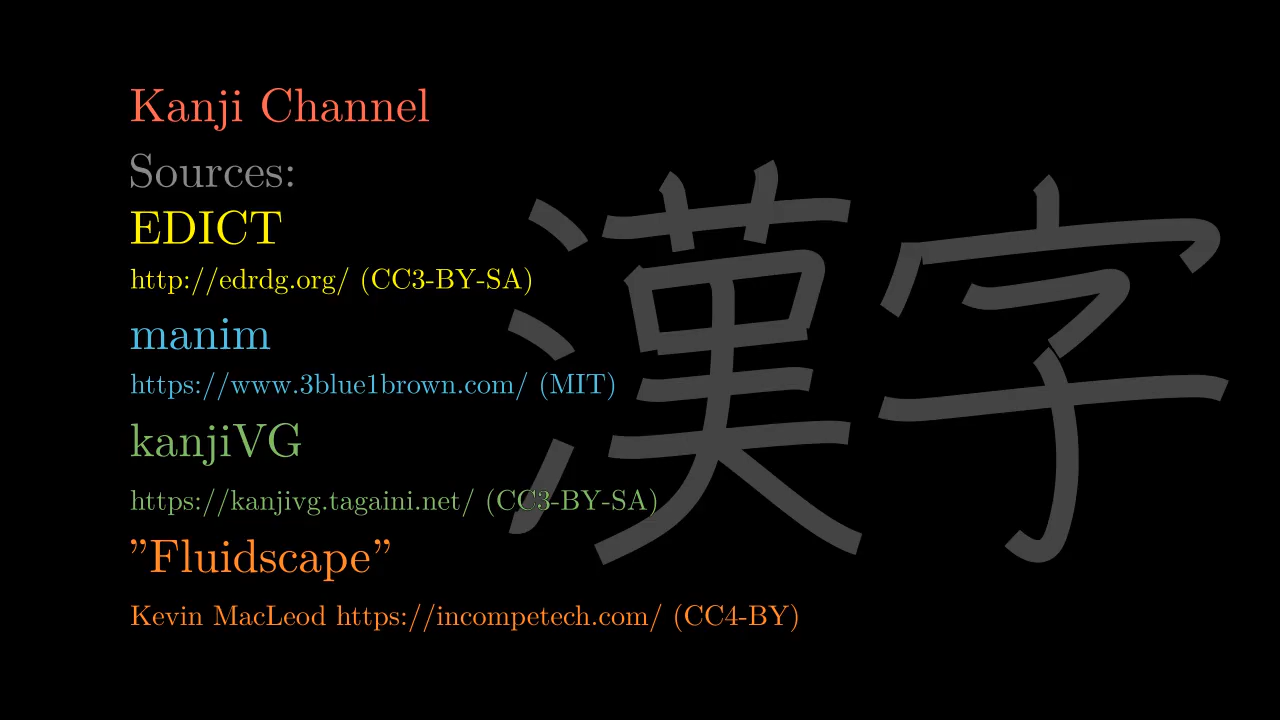 Kanji Channel
Sources:
EDICT
http://edrdg.org/ (CC3-BY-SA)
manim
https://www.3blue1brown.com/ (MIT)
kanjiVG
https://kanjivg.tagaini.net/ (CC3-BY-SA)
”Fluidscape”
Kevin MacLeod https://incompetech.com/ (CC4-BY)
漢字